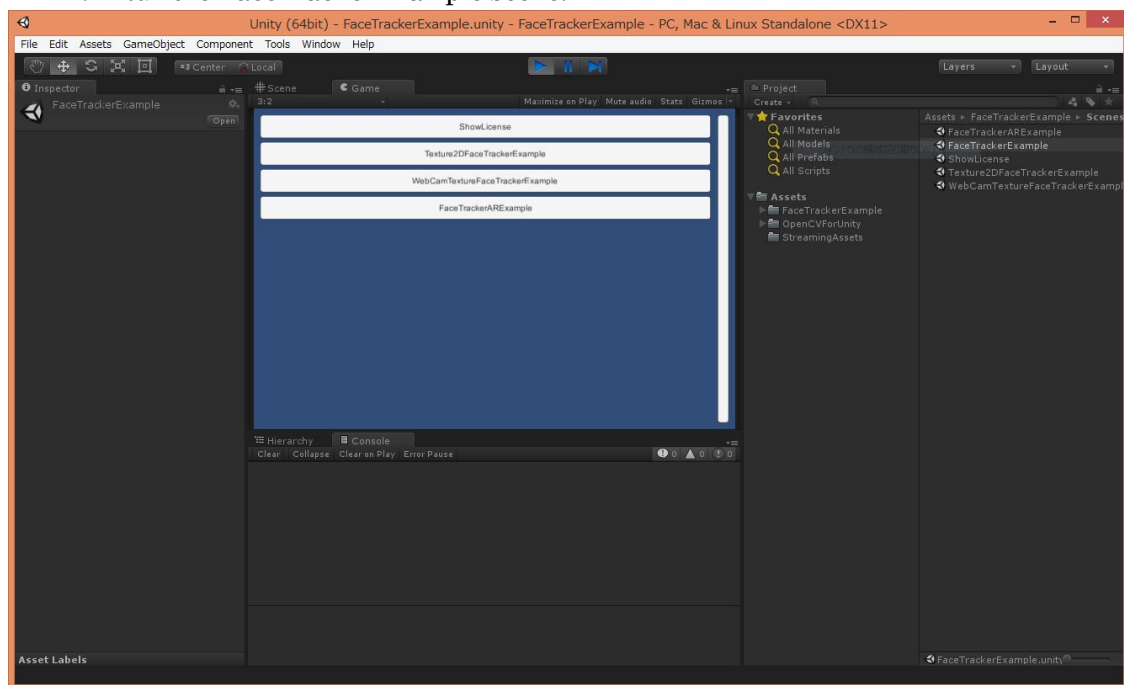 Unity (64bit) - FaceTrackerExample.unity - FaceTrackerExample - PC, Mac & Linux Standalone <DX11>
File Edit Assets GameObject Component Tools Window Help
Center Local
Layers Layout
Inspector
FaceTrackerExample
Open
Asset Labels
Scene Game
3:2 Maximize on Play Mute audio Stats Gizmos
ShowLicense
Texture2DFaceTrackerExample
WebCamTextureFaceTrackerExample
FaceTrackerARExample
Hierarchy Console
Clear Collapse Clear on Play Error Pause 0 0 0
Project
Create
Favorites
All Materials
All Models
All Prefabs
All Scripts
Assets
FaceTrackerExample
OpenCVForUnity
StreamingAssets
Assets FaceTrackerExample Scenes
FaceTrackerARExample
FaceTrackerExample
ShowLicense
Texture2DFaceTrackerExample
WebCamTextureFaceTrackerExampl
FaceTrackerExample.unity